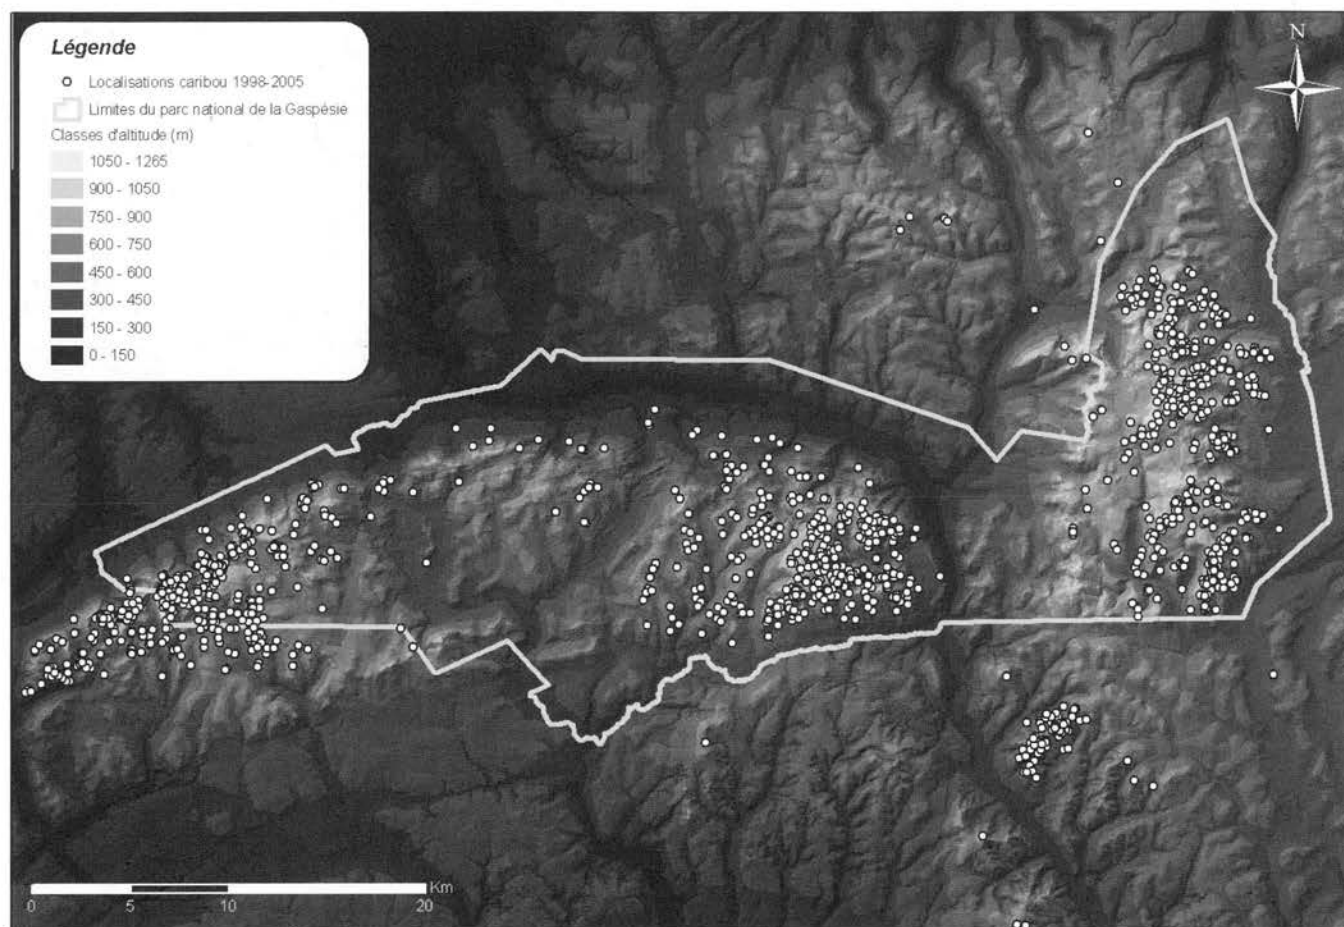 Légende
Localisations caribou 1998-2005
Limites du parc national de la Gaspésie
Classes d'altitude (m)
1050 - 1265
900 - 1050
750 - 900
600 - 750
450 - 600
300 - 450
150 - 300
0 - 150
N
Km
0 5 10 20